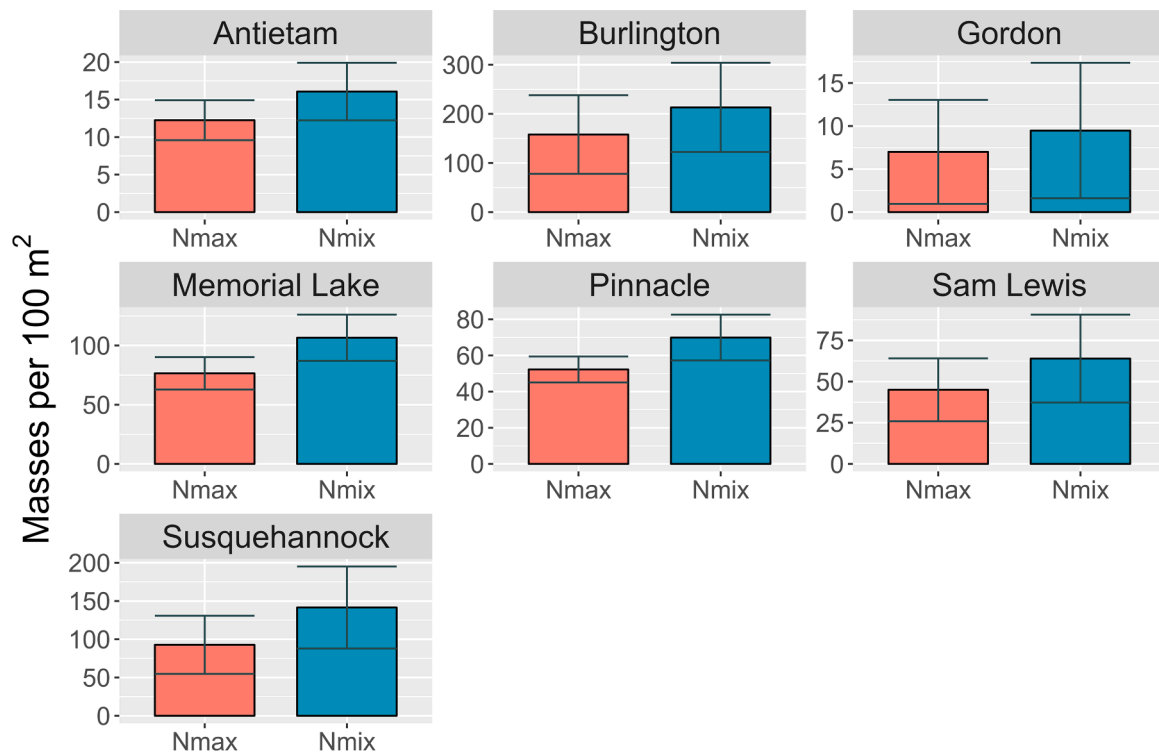 Masses per 100 m²
Antietam
20
15
10
5
0
Nmax Nmix
Burlington
300
200
100
0
Nmax Nmix
Gordon
15
10
5
0
Nmax Nmix
Memorial Lake
100
50
0
Nmax Nmix
Pinnacle
80
60
40
20
0
Nmax Nmix
Sam Lewis
75
50
25
0
Nmax Nmix
Susquehannock
200
150
100
50
0
Nmax Nmix